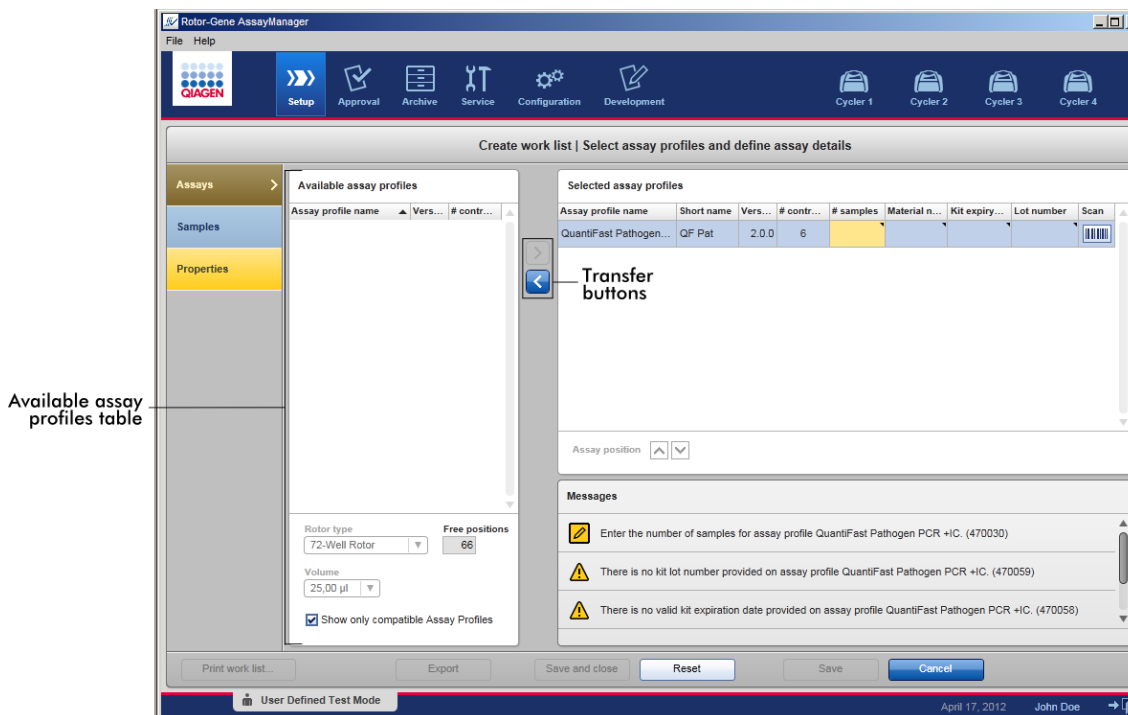 Rotor-Gene AssayManager
File Help
QIAGEN
Setup
Approval
Archive
Service
Configuration
Development
Cycler 1
Cycler 2
Cycler 3
Cycler 4
Create work list | Select assay profiles and define assay details
Assays
Samples
Properties
Available assay profiles
Assay profile name Vers... # contr...
Selected assay profiles
Assay profile name Short name Vers... # contr... # samples Material n... Kit expiry... Lot number Scan
QuantiFast Pathogen... QF Pat 2.0.0 6
Transfer
buttons
Available assay
profiles table
Assay position
Rotor type Free positions
72-Well Rotor 66
Volume
25,00 µl
Show only compatible Assay Profiles
Messages
Enter the number of samples for assay profile QuantiFast Pathogen PCR +IC. (470030)
There is no kit lot number provided on assay profile QuantiFast Pathogen PCR +IC. (470059)
There is no valid kit expiration date provided on assay profile QuantiFast Pathogen PCR +IC. (470058)
Print work list... Export Save and close Reset Save Cancel
User Defined Test Mode
April 17, 2012 John Doe